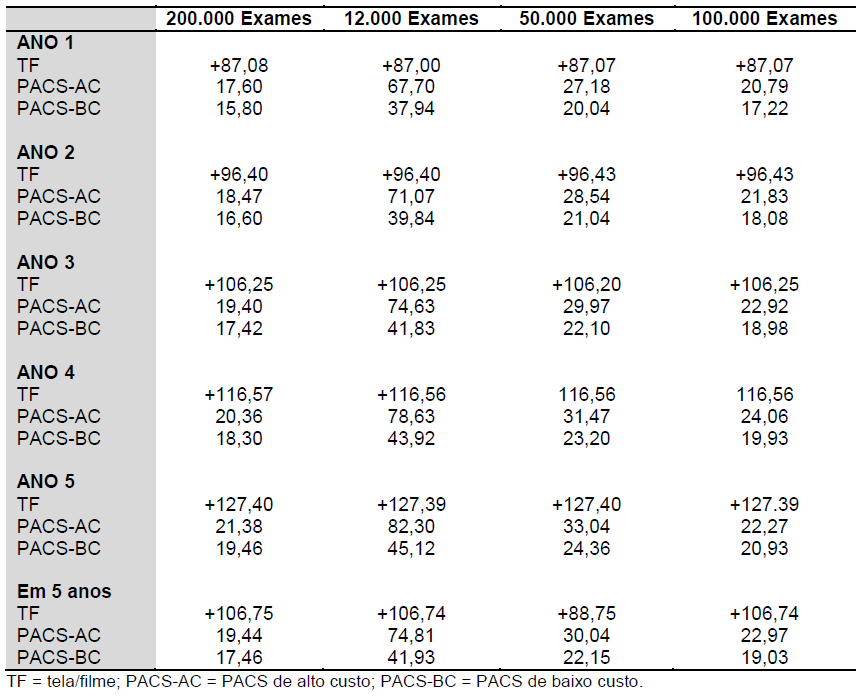 200.000 Exames 12.000 Exames 50.000 Exames 100.000 Exames
ANO 1
TF +87,08 +87,00 +87,07 +87,07
PACS-AC 17,60 67,70 27,18 20,79
PACS-BC 15,80 37,94 20,04 17,22
ANO 2
TF +96,40 +96,40 +96,43 +96,43
PACS-AC 18,47 71,07 28,54 21,83
PACS-BC 16,60 39,84 21,04 18,08
ANO 3
TF +106,25 +106,25 +106,20 +106,25
PACS-AC 19,40 74,63 29,97 22,92
PACS-BC 17,42 41,83 22,10 18,98
ANO 4
TF +116,57 +116,56 116,56 116,56
PACS-AC 20,36 78,63 31,47 24,06
PACS-BC 18,30 43,92 23,20 19,93
ANO 5
TF +127,40 +127,39 +127,40 +127.39
PACS-AC 21,38 82,30 33,04 22,27
PACS-BC 19,46 45,12 24,36 20,93
Em 5 anos
TF +106,75 +106,74 +88,75 +106,74
PACS-AC 19,44 74,81 30,04 22,97
PACS-BC 17,46 41,93 22,15 19,03
TF = tela/filme; PACS-AC = PACS de alto custo; PACS-BC = PACS de baixo custo.